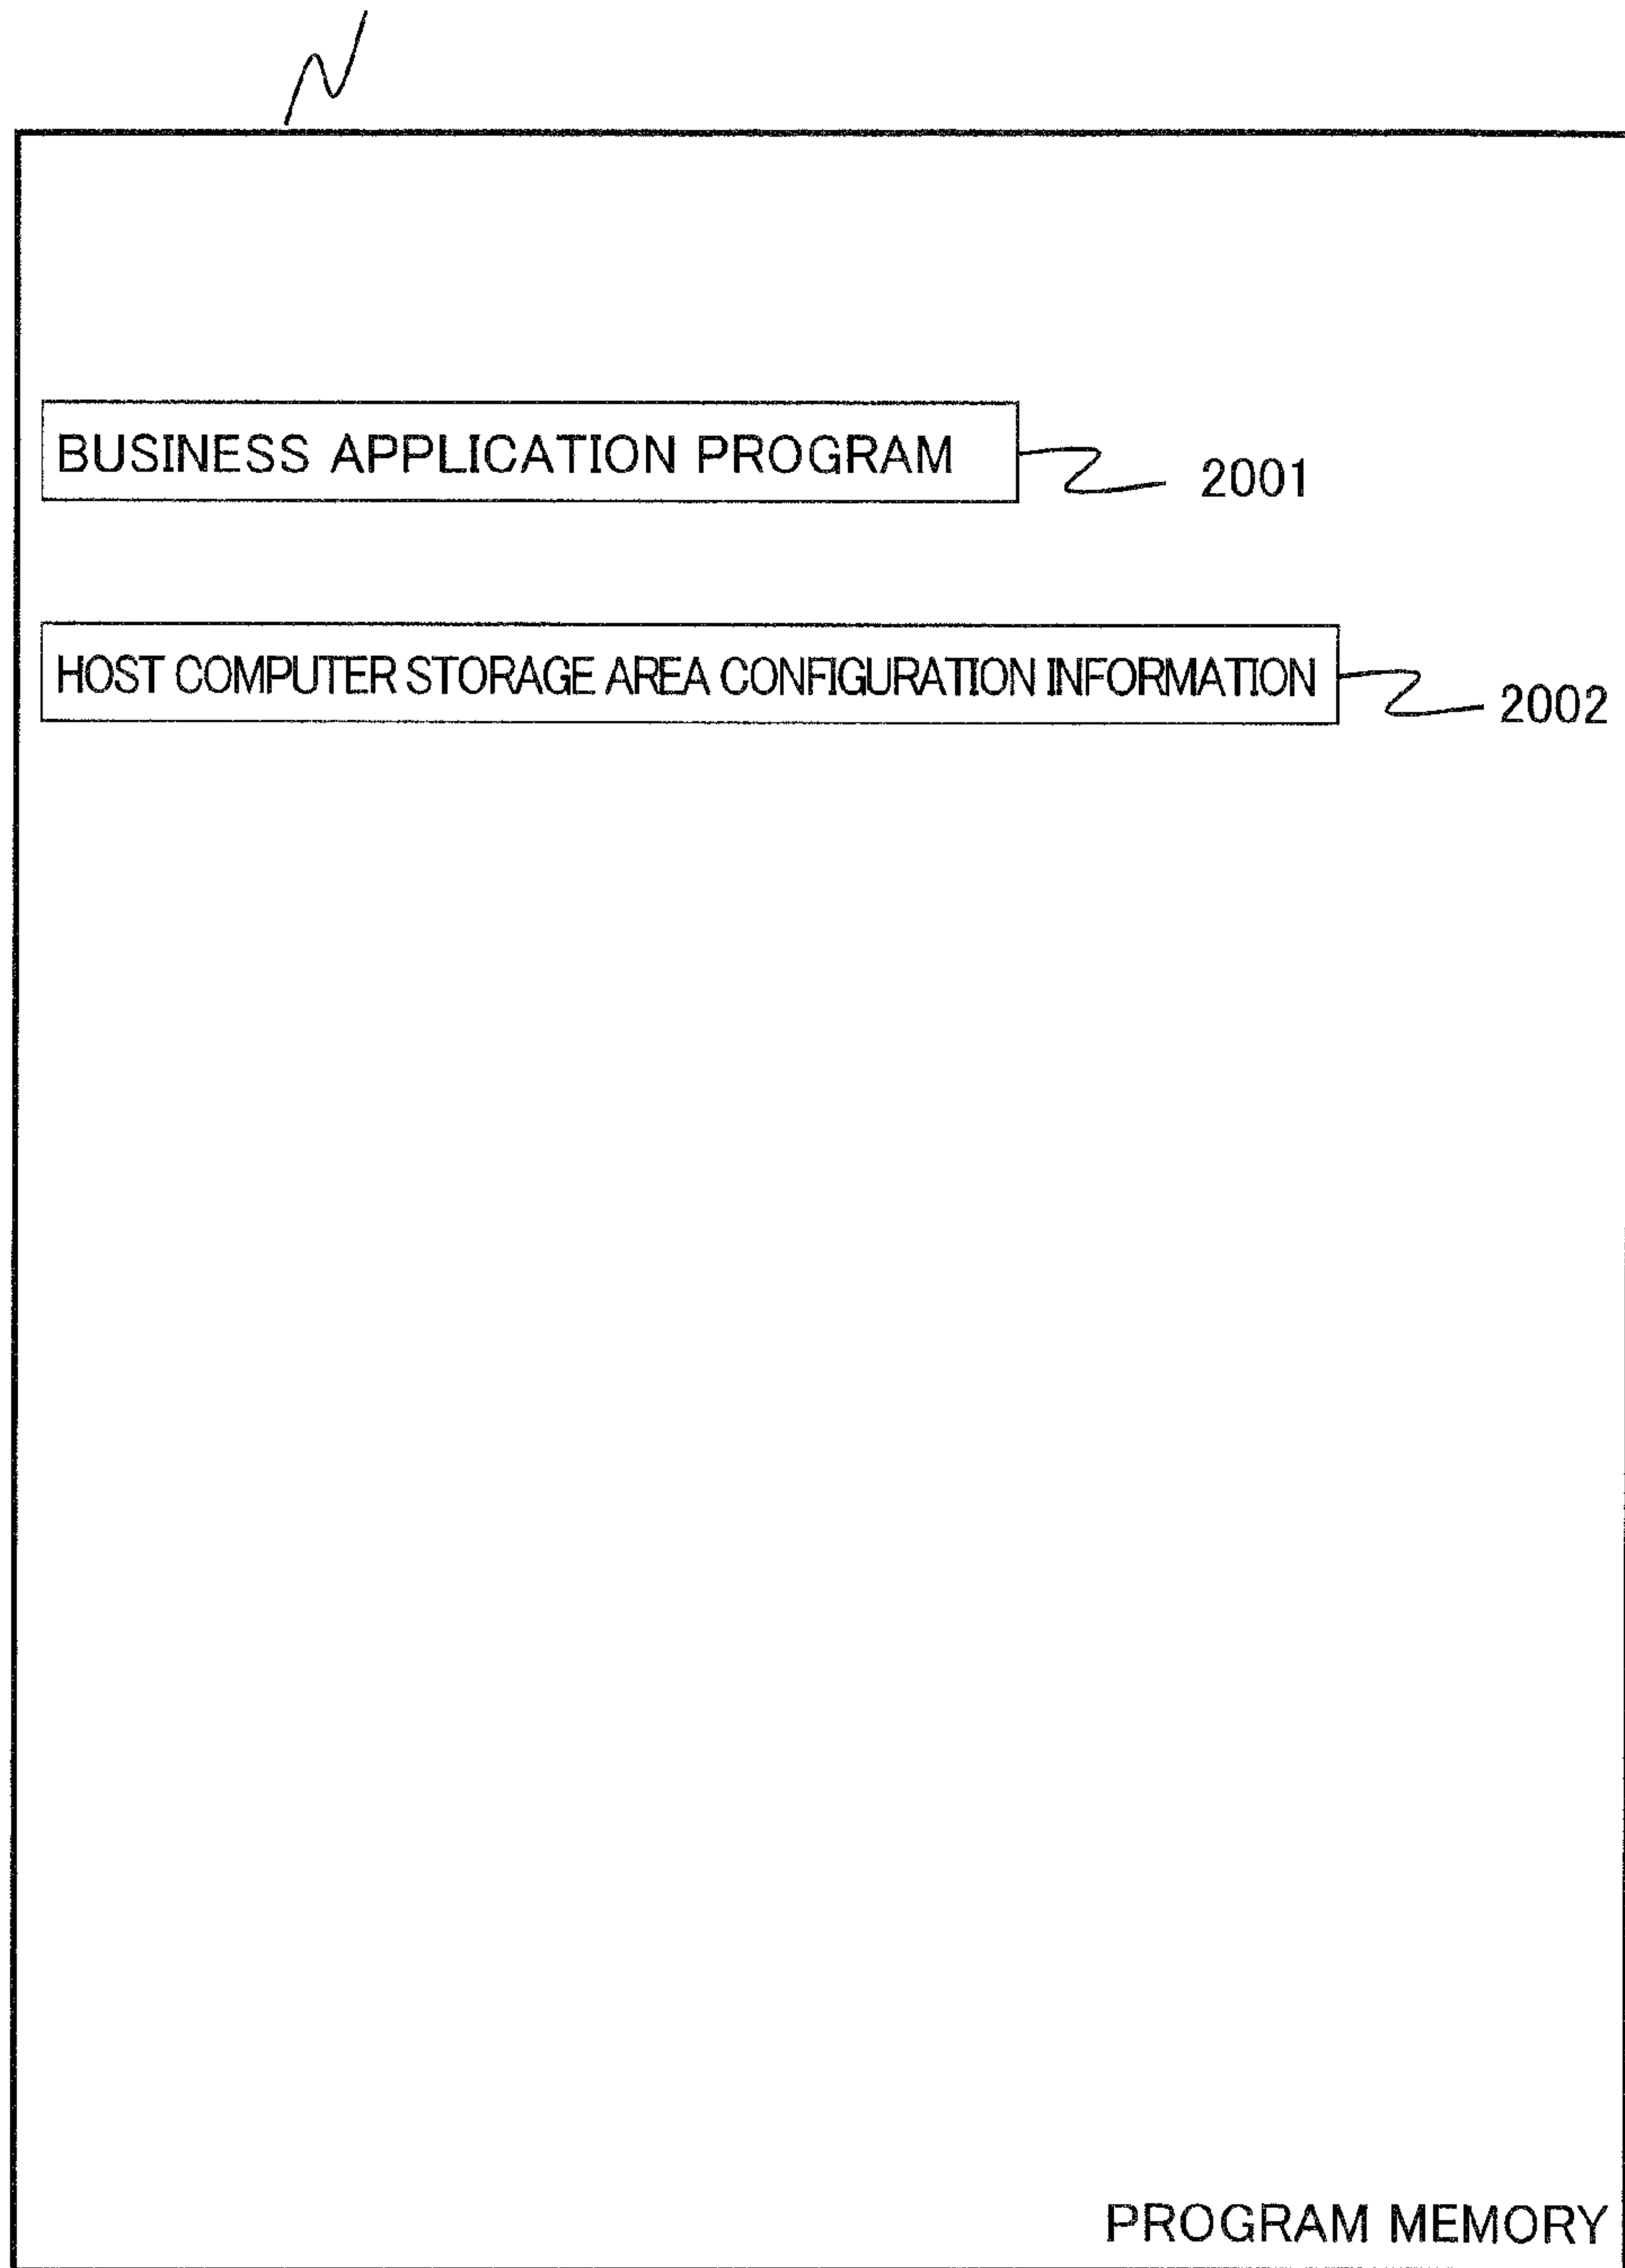 BUSINESS APPLICATION PROGRAM
2001
HOST COMPUTER STORAGE AREA CONFIGURATION INFORMATION
2002
PROGRAM MEMORY